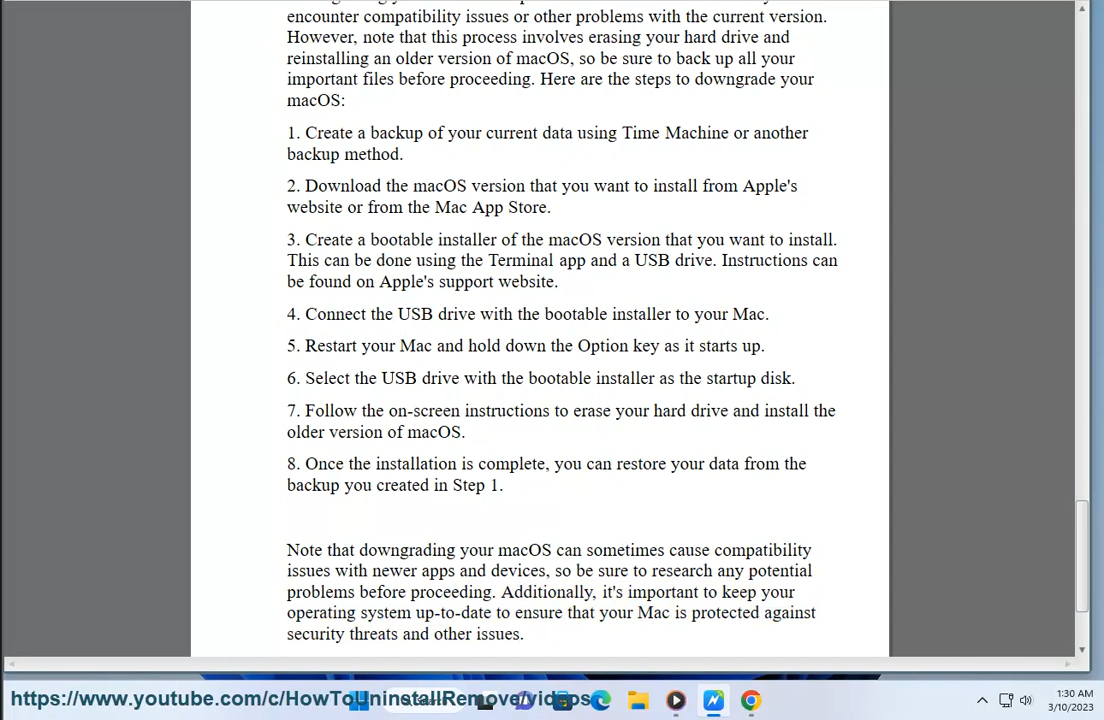 encounter compatibility issues or other problems with the current version.
However, note that this process involves erasing your hard drive and
reinstalling an older version of macOS, so be sure to back up all your
important files before proceeding. Here are the steps to downgrade your
macOS:
1. Create a backup of your current data using Time Machine or another
backup method.
2. Download the macOS version that you want to install from Apple's
website or from the Mac App Store.
3. Create a bootable installer of the macOS version that you want to install.
This can be done using the Terminal app and a USB drive. Instructions can
be found on Apple's support website.
4. Connect the USB drive with the bootable installer to your Mac.
5. Restart your Mac and hold down the Option key as it starts up.
6. Select the USB drive with the bootable installer as the startup disk.
7. Follow the on-screen instructions to erase your hard drive and install the
older version of macOS.
8. Once the installation is complete, you can restore your data from the
backup you created in Step 1.
Note that downgrading your macOS can sometimes cause compatibility
issues with newer apps and devices, so be sure to research any potential
problems before proceeding. Additionally, it's important to keep your
operating system up-to-date to ensure that your Mac is protected against
security threats and other issues.
https://www.youtube.com/c/HowToUninstallRemove/videos
1:30 AM
3/10/2023